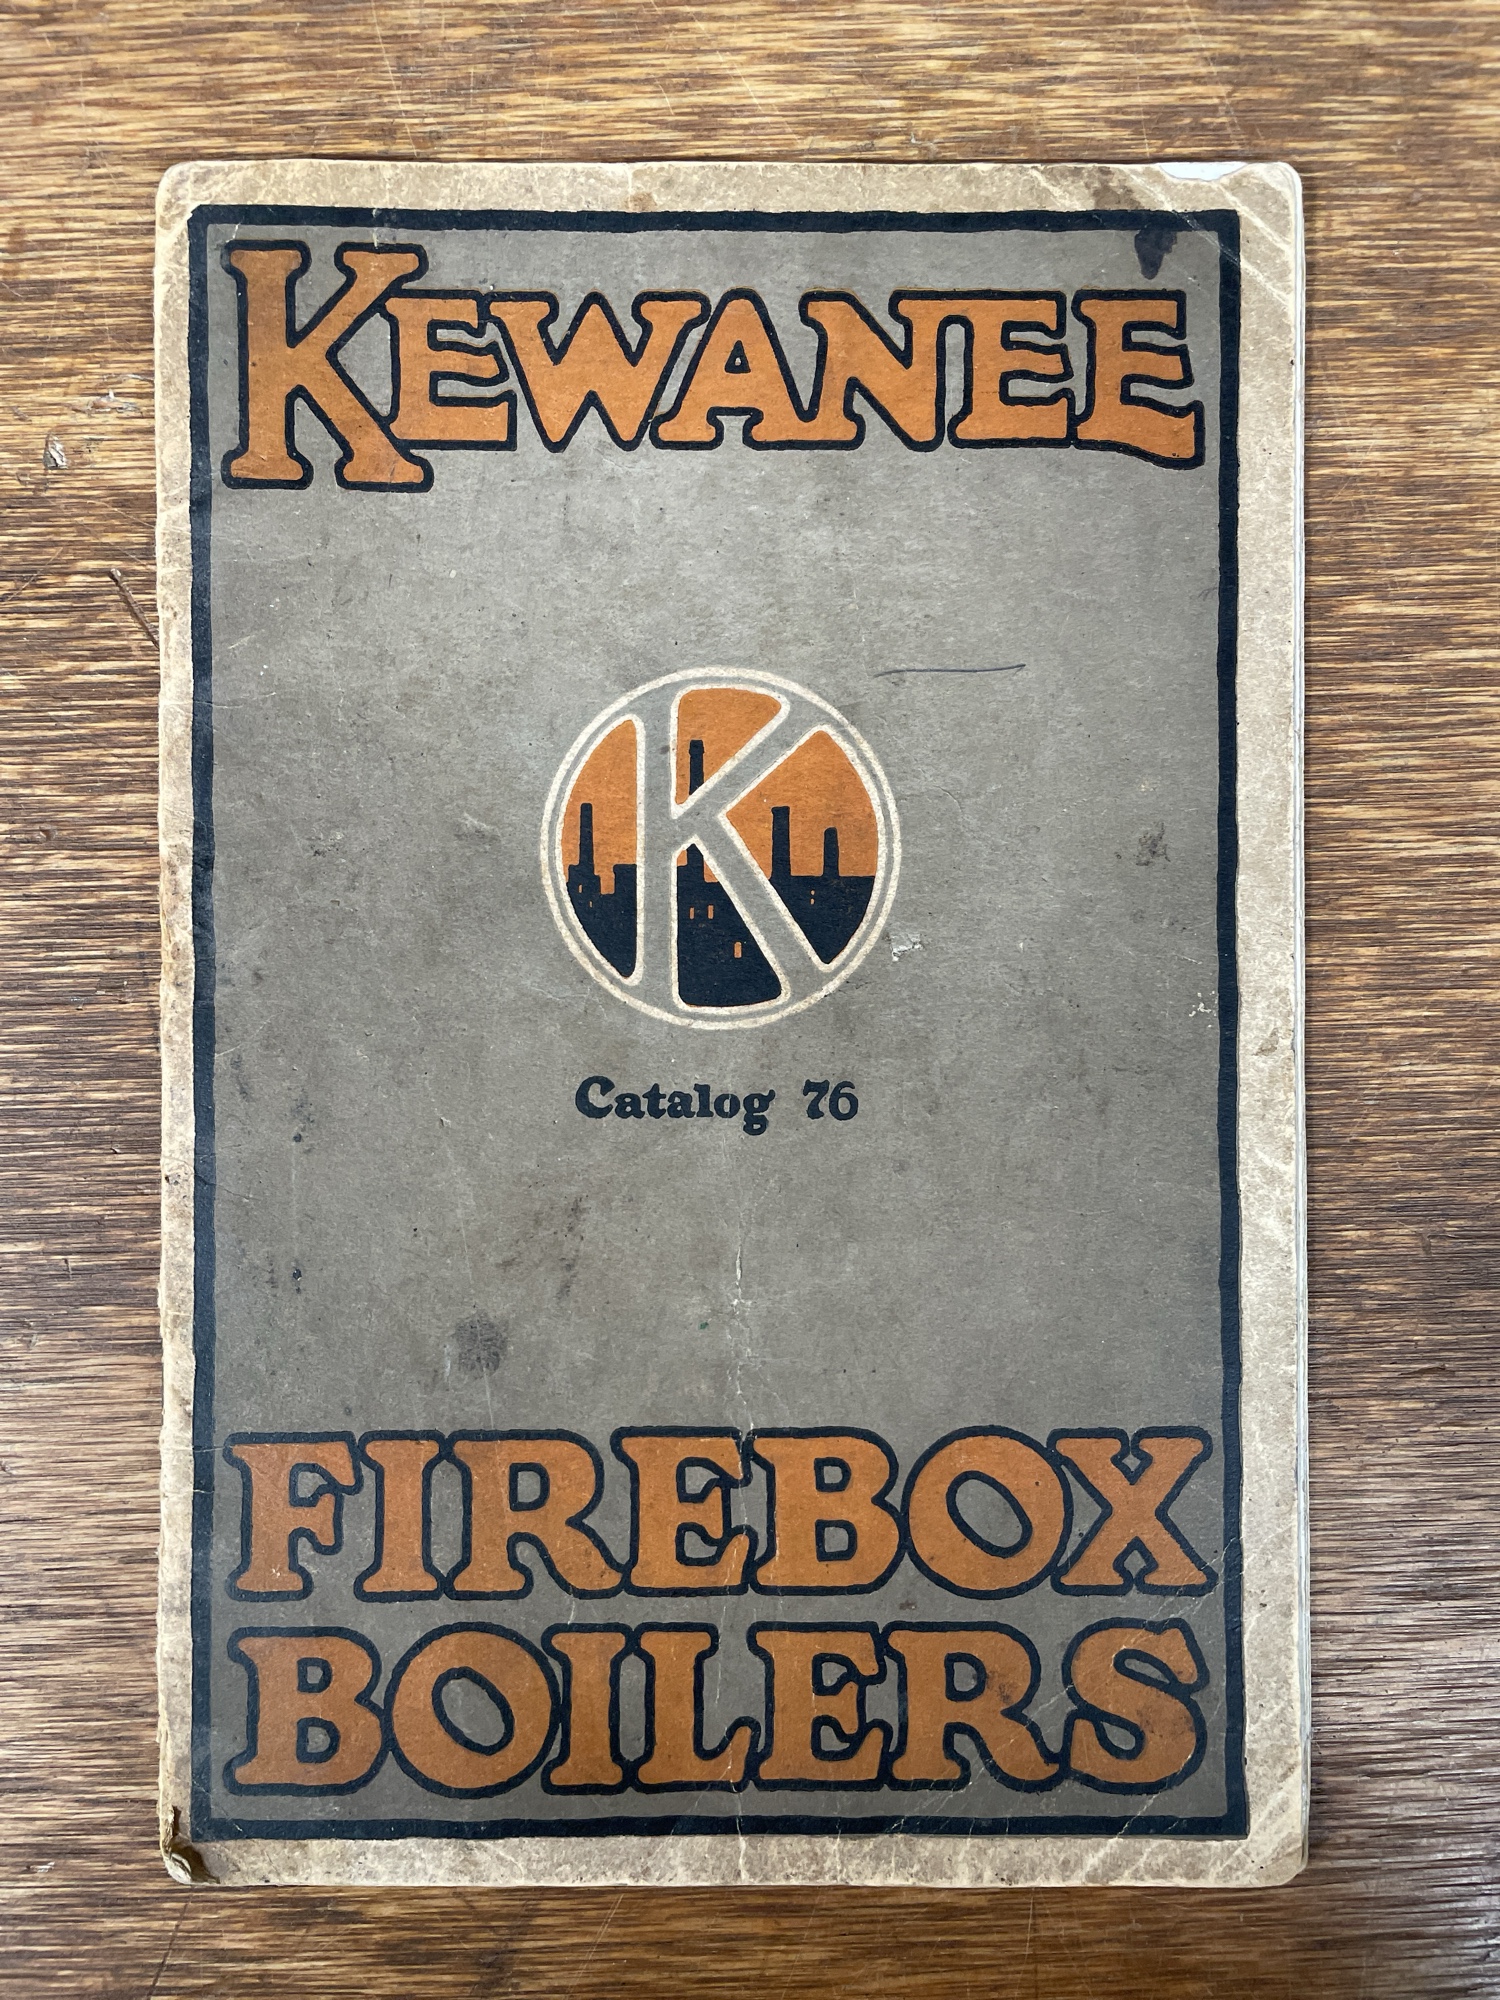 KEWANEE
K
Catalog 76
FIREBOX
BOILERS